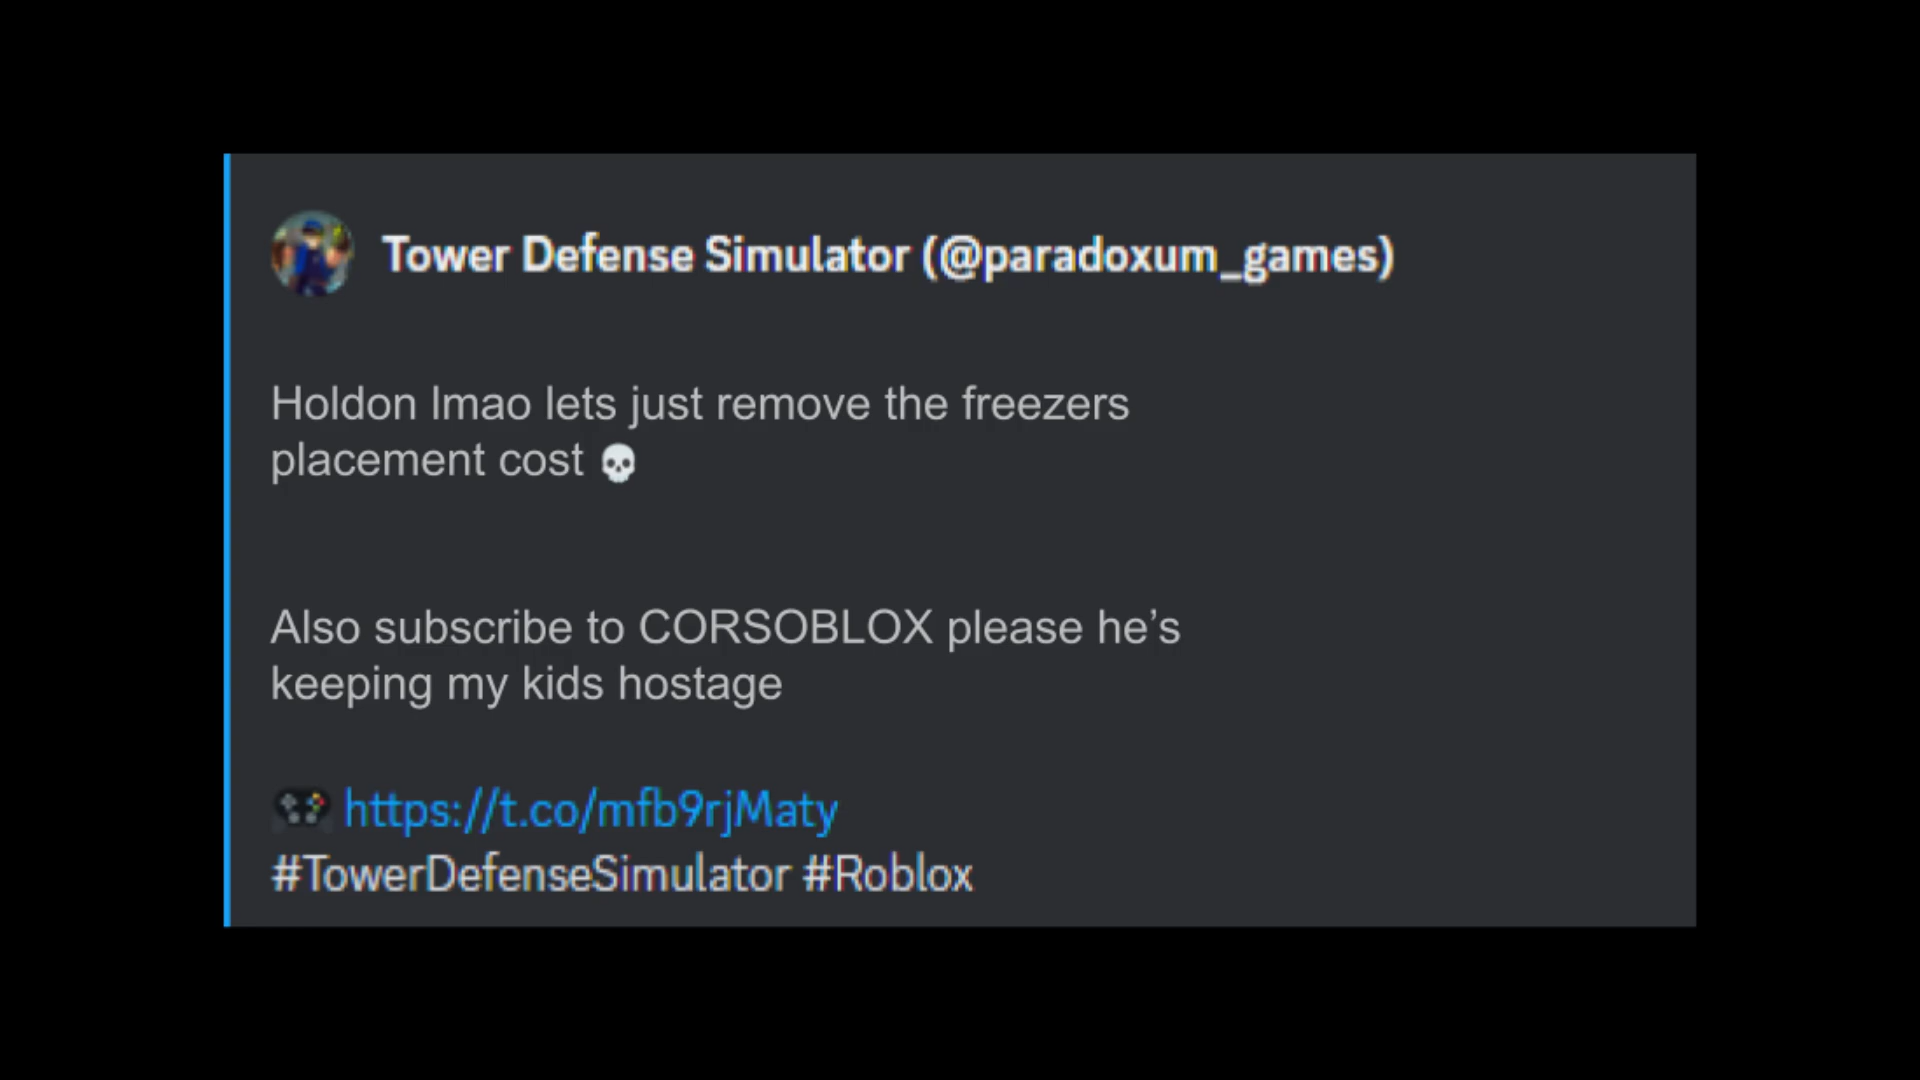 Tower Defense Simulator (@paradoxum_games)
Holdon lmao lets just remove the freezers
placement cost 💀
Also subscribe to CORSOBLOX please he’s
keeping my kids hostage
🎮 https://t.co/mfb9rjMaty
#TowerDefenseSimulator #Roblox